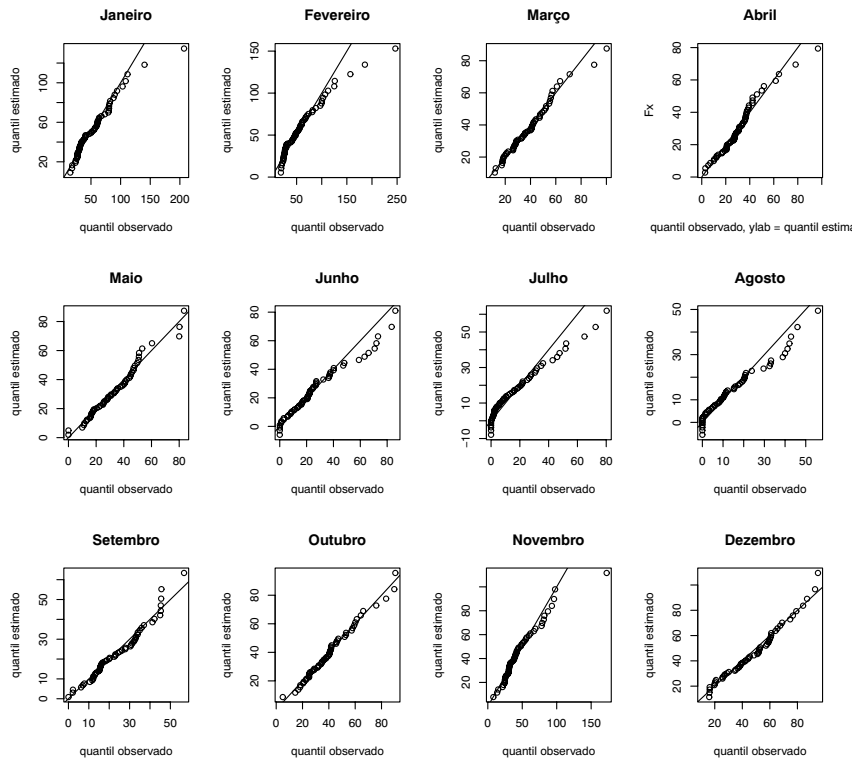 Janeiro
quantil estimado
20 60 100
50 100 150 200
quantil observado
Fevereiro
quantil estimado
0 50 100 150
50 150 250
quantil observado
Março
quantil estimado
20 40 60 80
20 40 60 80
quantil observado
Abril
Fx
0 20 40 60 80
0 20 40 60 80
quantil observado, ylab = quantil estima
Maio
quantil estimado
0 20 40 60 80
0 20 40 60 80
quantil observado
Junho
quantil estimado
0 20 40 60 80
0 20 40 60 80
quantil observado
Julho
quantil estimado
−10 10 30 50
0 20 40 60 80
quantil observado
Agosto
quantil estimado
0 10 20 30 40 50
0 10 30 50
quantil observado
Setembro
quantil estimado
0 10 30 50
0 10 30 50
quantil observado
Outubro
quantil estimado
20 40 60 80
0 20 40 60 80
quantil observado
Novembro
quantil estimado
20 40 60 80
0 50 100 150
quantil observado
Dezembro
quantil estimado
20 40 60 80
20 40 60 80
quantil observado